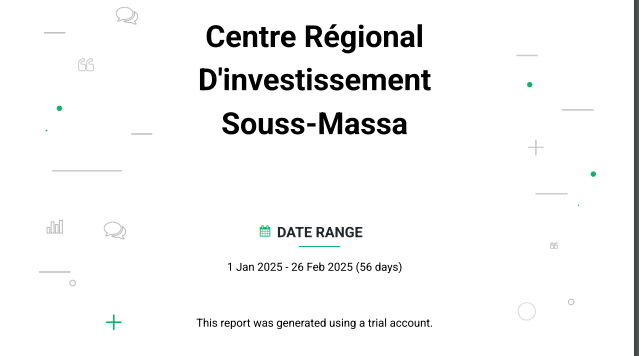 Centre Régional
D'investissement
Souss-Massa
DATE RANGE
1 Jan 2025 - 26 Feb 2025 (56 days)
This report was generated using a trial account.